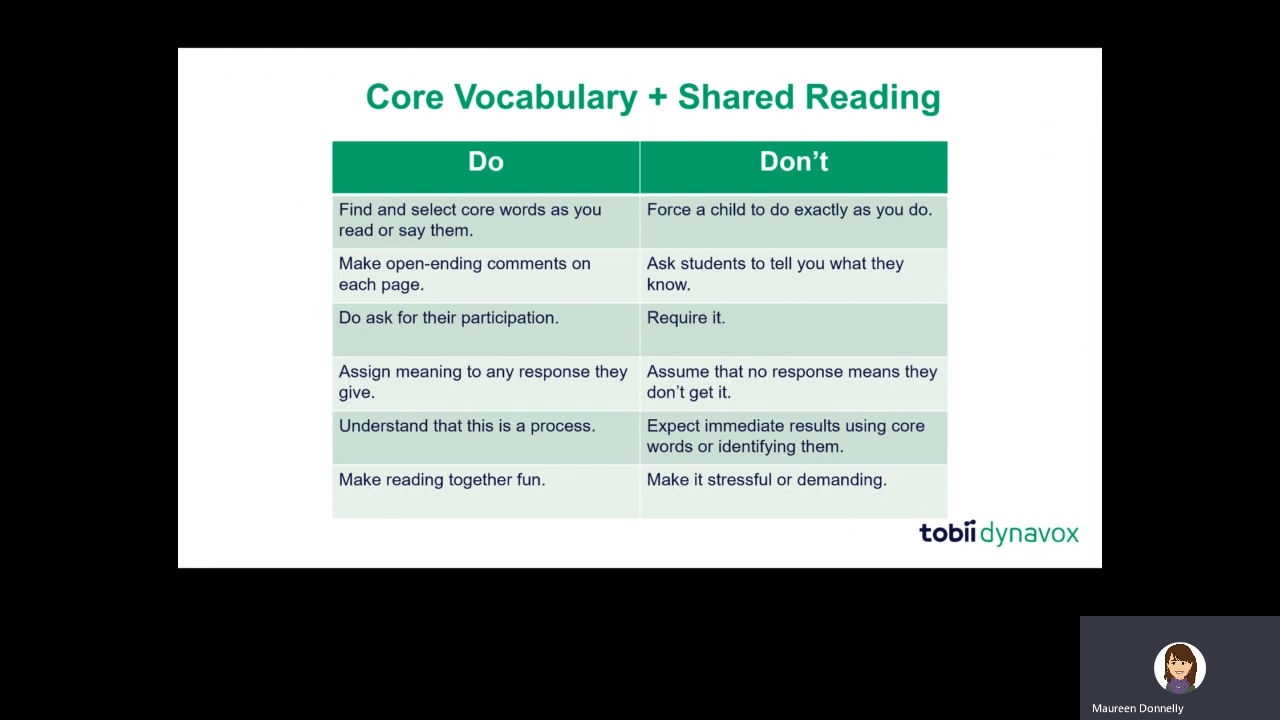 Core Vocabulary + Shared Reading
Do
Don’t
Find and select core words as you
read or say them.
Force a child to do exactly as you do.
Make open-ending comments on
each page.
Ask students to tell you what they
know.
Do ask for their participation.
Require it.
Assign meaning to any response they
give.
Assume that no response means they
don’t get it.
Understand that this is a process.
Expect immediate results using core
words or identifying them.
Make reading together fun.
Make it stressful or demanding.
tobii dynavox
Maureen Donnelly